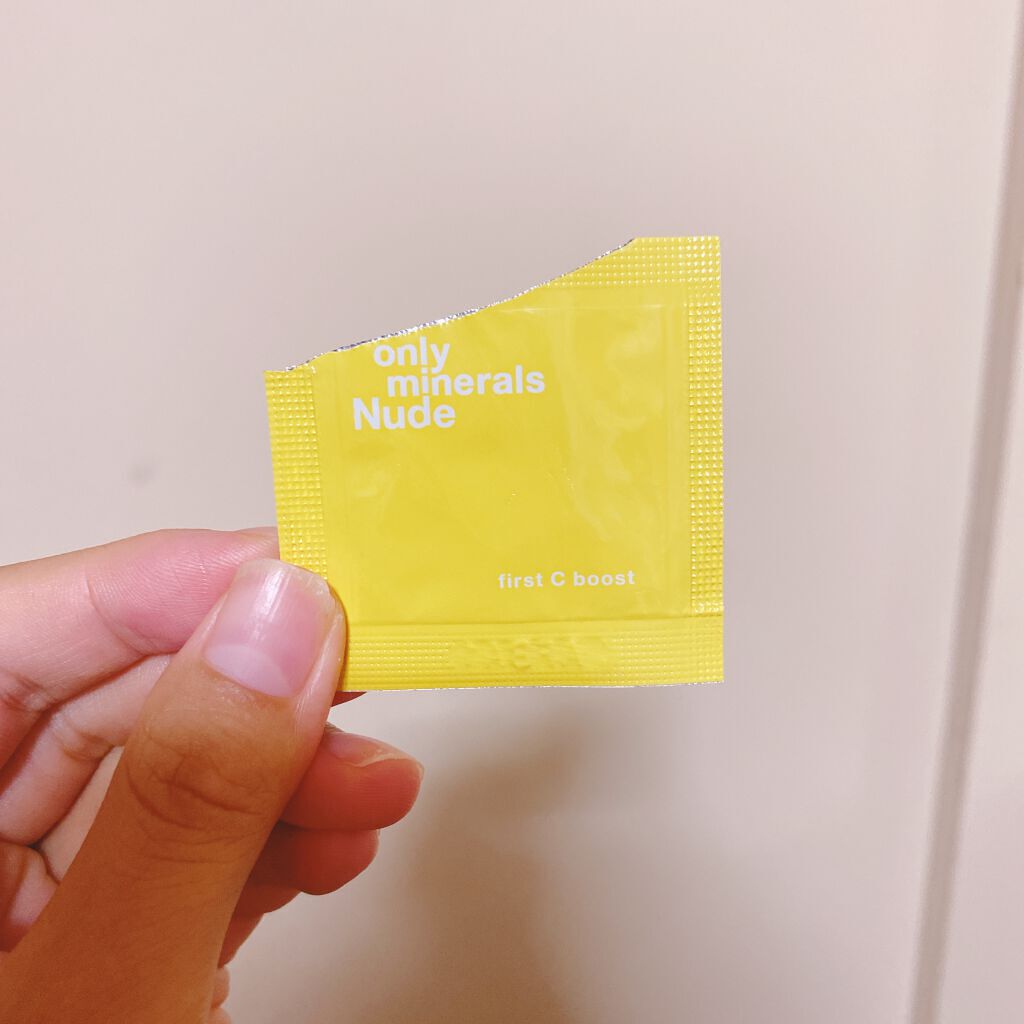 only
minerals
Nude
first C boost